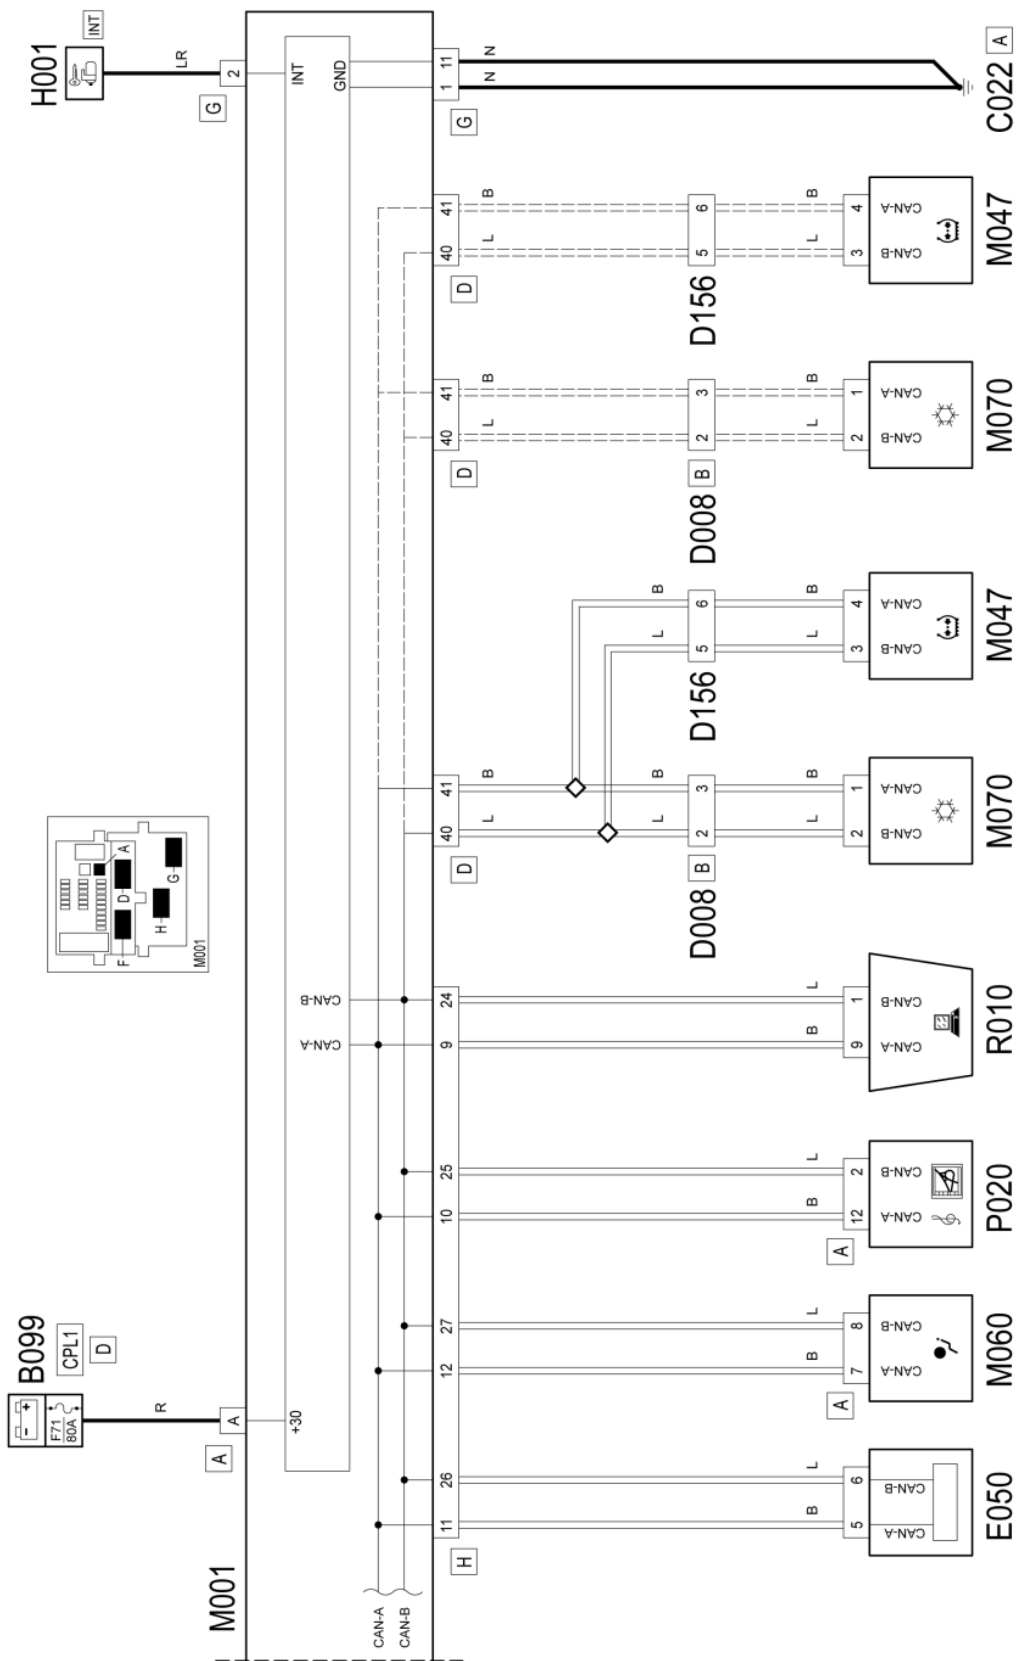 B099
CPL1
D
F71
80A
- +
R
A
A
M001
A
F
D
H
G
M001
H001
INT
LR
2
G
+30
CAN-A
CAN-B
INT
GND
CAN-A
CAN-B
11 26 12 27 10 25 9 24
H
40 41
D
40 41
D
40 41
D
1 11
G
B L B L B L B L
L B
L B
L B
N N
L B
L B
D008
B
2 3
D156
5 6
D008
B
2 3
D156
5 6
B L
A
B L
A
B L
B L
L B
L B
L B
L B
5 6
CAN-A CAN-B
E050
7 8
CAN-A CAN-B
M060
12 2
CAN-A CAN-B
P020
9 1
CAN-A CAN-B
R010
2 1
CAN-B CAN-A
M070
3 4
CAN-B CAN-A
M047
2 1
CAN-B CAN-A
M070
3 4
CAN-B CAN-A
M047
C022
A